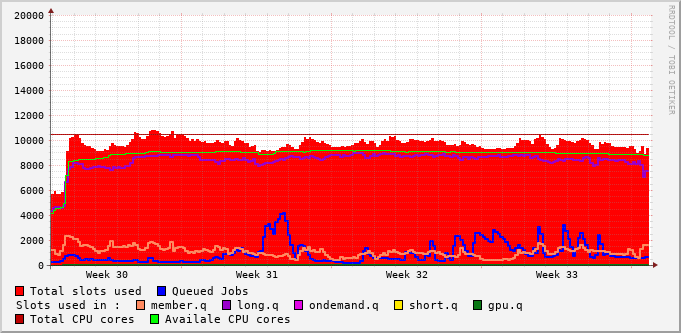 20000
18000
16000
14000
12000
10000
8000
6000
4000
2000
0
Week 30 Week 31 Week 32 Week 33
Total slots used Queued Jobs
Slots used in : member.q long.q ondemand.q short.q gpu.q
Total CPU cores Availale CPU cores
RRDTOOL / TOBI OETIKER